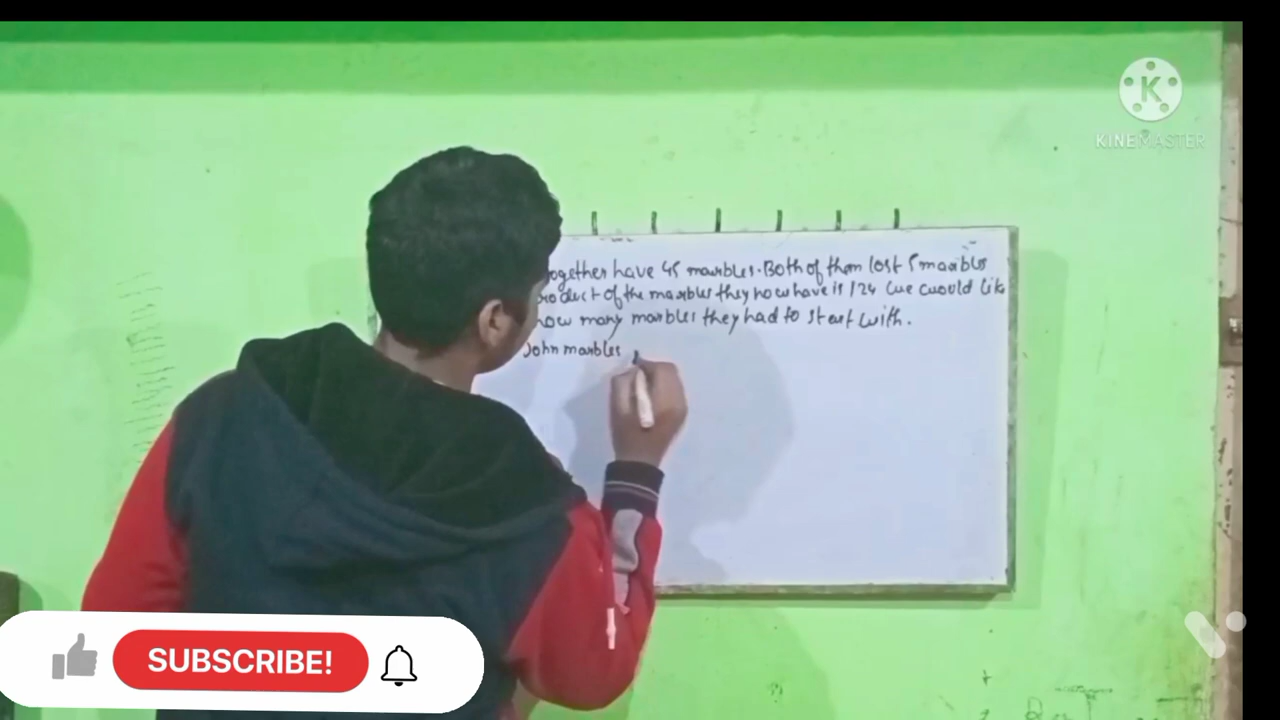 KINEMASTER
together have 45 marbles. Both of them lost 5 marbles
product of the marbles they now have is 124 we would like
how many marbles they had to start with.
John marbles
SUBSCRIBE!